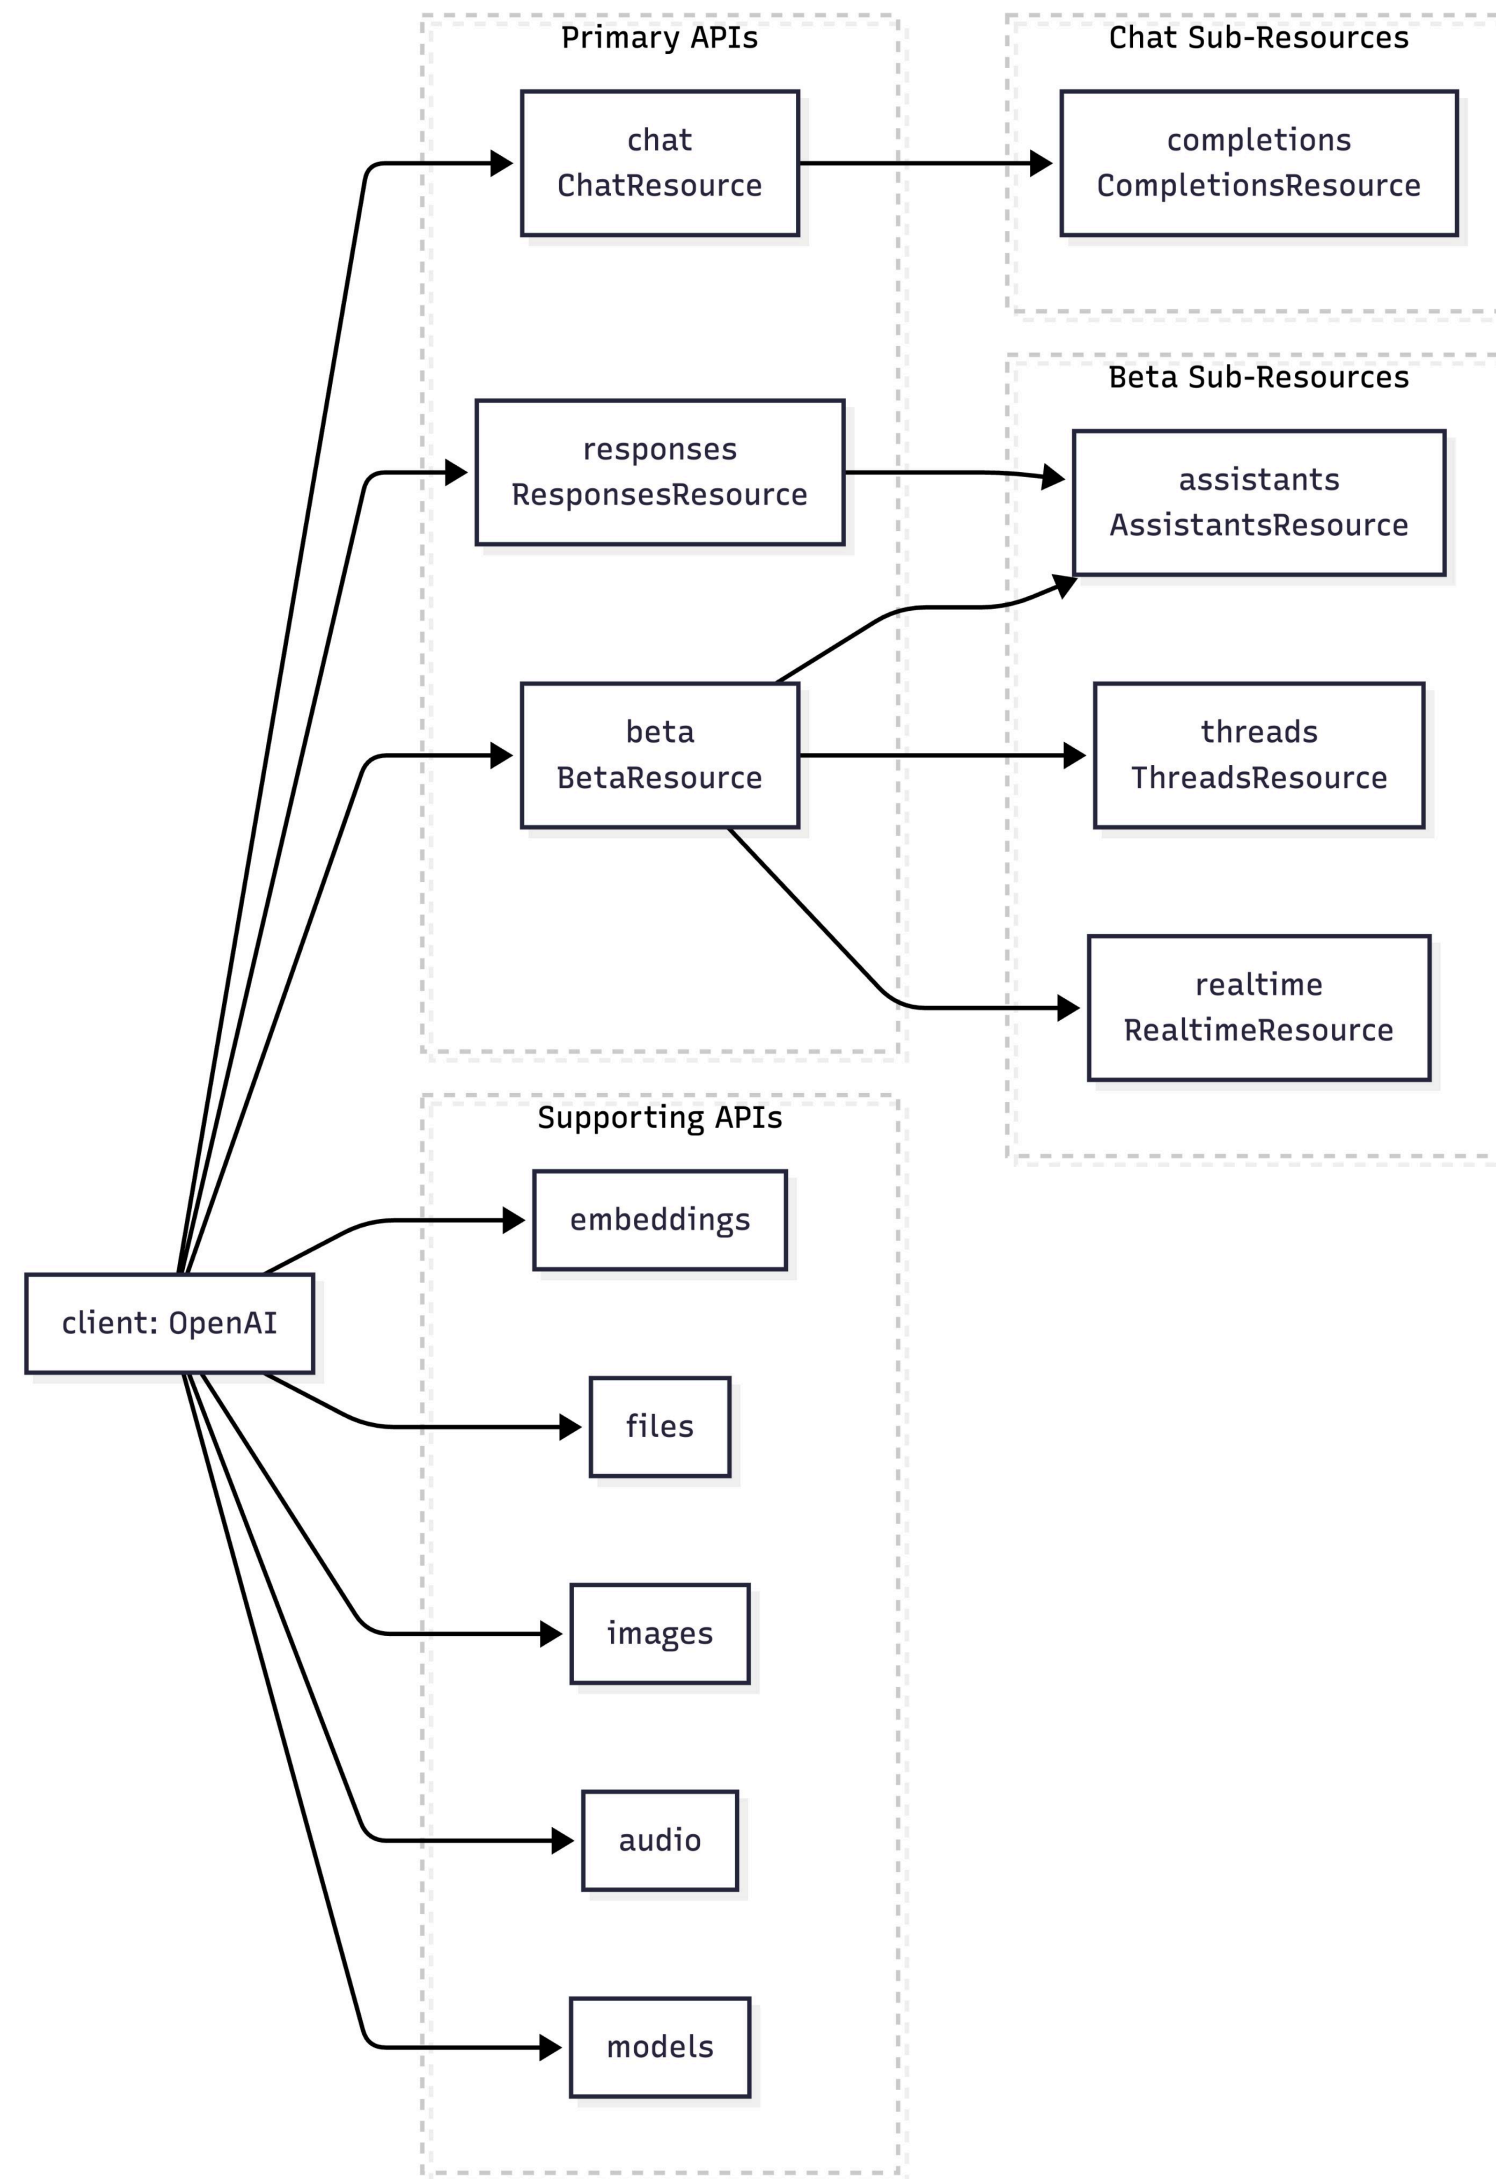 Primary APIs
chat
ChatResource
responses
ResponsesResource
beta
BetaResource
Chat Sub-Resources
completions
CompletionsResource
Beta Sub-Resources
assistants
AssistantsResource
threads
ThreadsResource
realtime
RealtimeResource
client: OpenAI
Supporting APIs
embeddings
files
images
audio
models